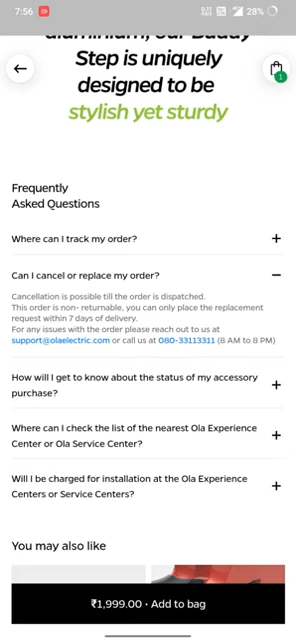 7:56
28%
aluminium, our Buddy
Step is uniquely
designed to be
stylish yet sturdy
1
Frequently
Asked Questions
Where can I track my order?
Can I cancel or replace my order?
Cancellation is possible till the order is dispatched.
This order is non- returnable, you can only place the replacement
request within 7 days of delivery.
For any issues with the order please reach out to us at
support@olaelectric.com or call us at 080-33113311 (8 AM to 8 PM)
How will I get to know about the status of my accessory
purchase?
Where can I check the list of the nearest Ola Experience
Center or Ola Service Center?
Will I be charged for installation at the Ola Experience
Centers or Service Centers?
You may also like
₹1,999.00 • Add to bag